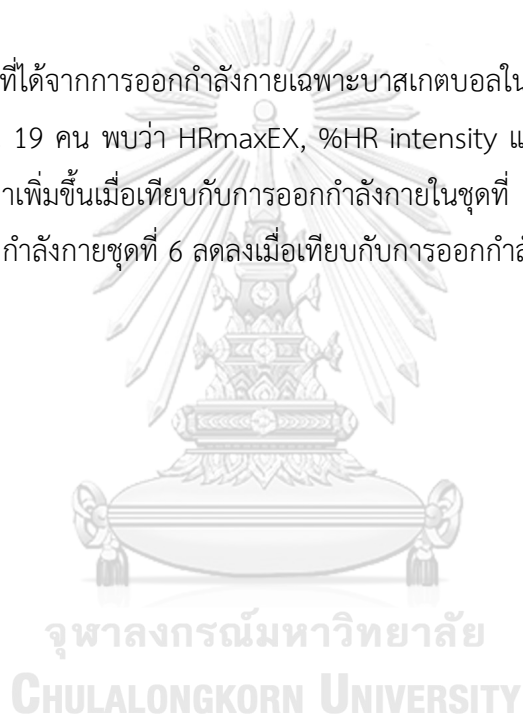 ที่ได้จากการออกกำลังกายเฉพาะบาสเกตบอลใน
19 คน พบว่า HRmaxEX, %HR intensity แ
าเพิ่มขึ้นเมื่อเทียบกับการออกกำลังกายในชุดที่
กำลังกายชุดที่ 6 ลดลงเมื่อเทียบกับการออกกำลั
จุฬาลงกรณ์มหาวิทยาลัย
CHULALONGKORN UNIVERSITY